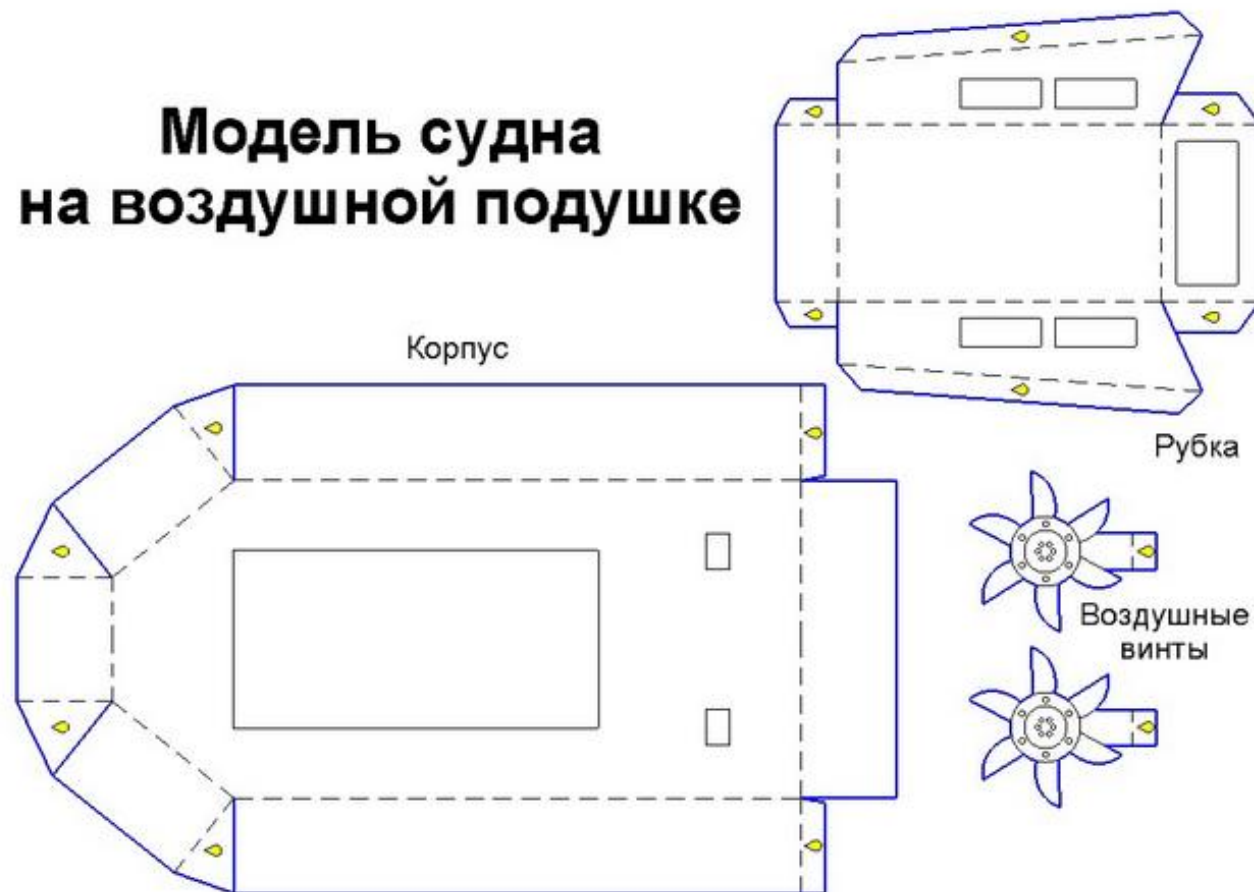 Модель судна
на воздушной подушке
Корпус
Рубка
Воздушные
винты